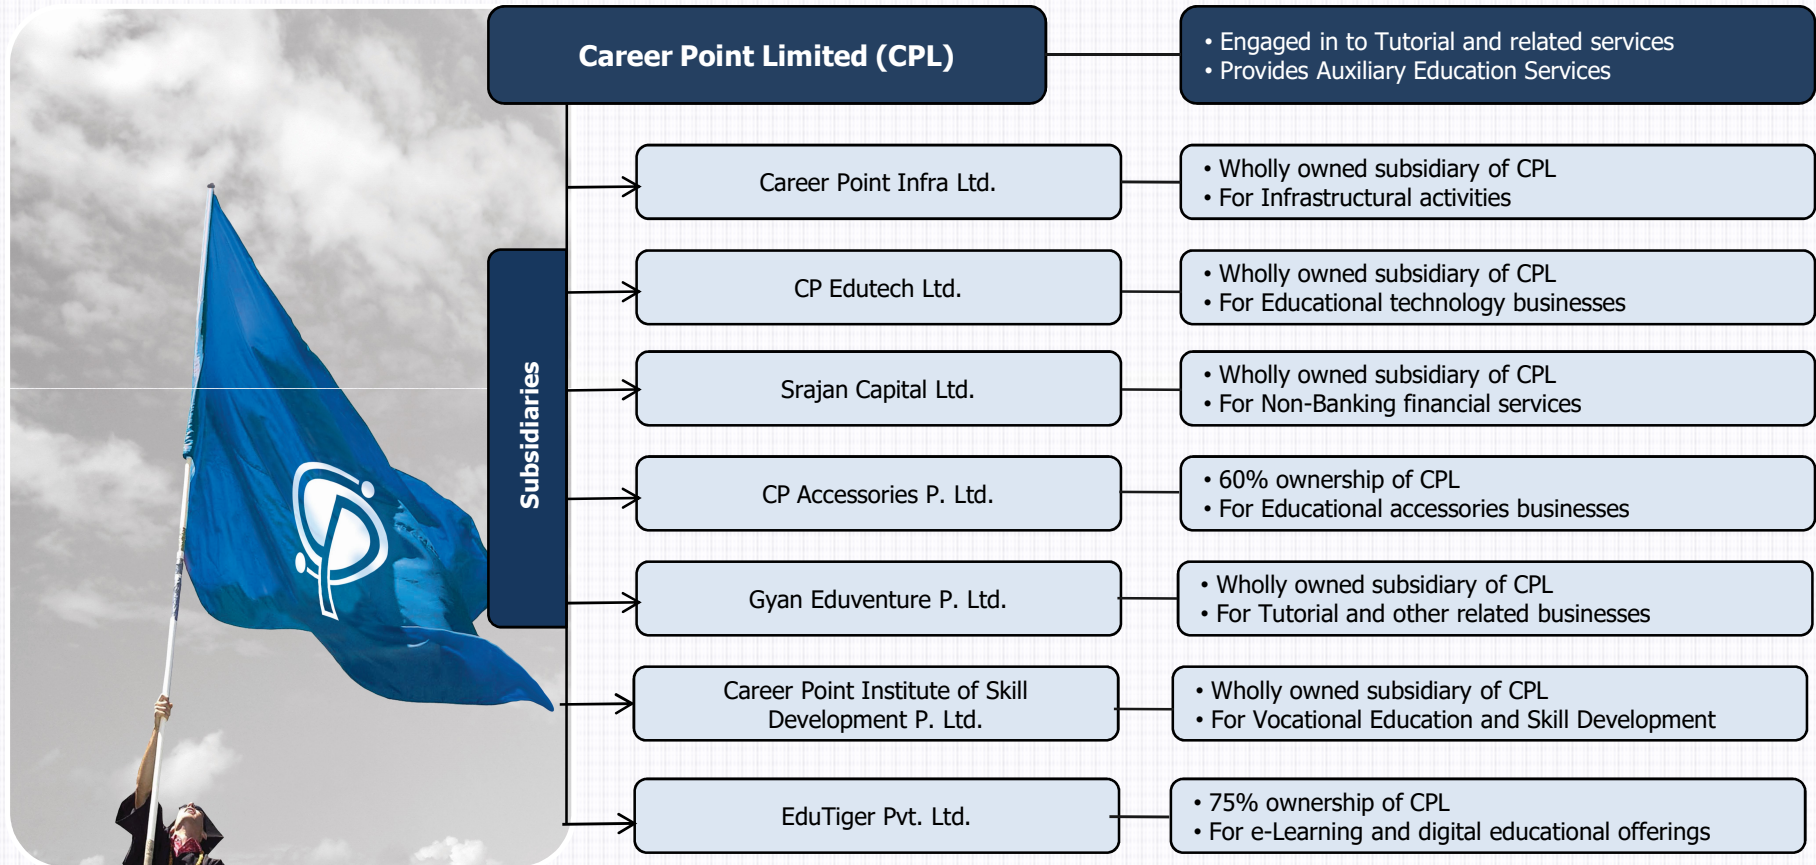 Career Point Limited (CPL)
• Engaged in to Tutorial and related services
• Provides Auxiliary Education Services
Subsidiaries
Career Point Infra Ltd.
• Wholly owned subsidiary of CPL
• For Infrastructural activities
CP Edutech Ltd.
• Wholly owned subsidiary of CPL
• For Educational technology businesses
Srajan Capital Ltd.
• Wholly owned subsidiary of CPL
• For Non-Banking financial services
CP Accessories P. Ltd.
• 60% ownership of CPL
• For Educational accessories businesses
Gyan Eduventure P. Ltd.
• Wholly owned subsidiary of CPL
• For Tutorial and other related businesses
Career Point Institute of Skill
Development P. Ltd.
• Wholly owned subsidiary of CPL
• For Vocational Education and Skill Development
EduTiger Pvt. Ltd.
• 75% ownership of CPL
• For e-Learning and digital educational offerings